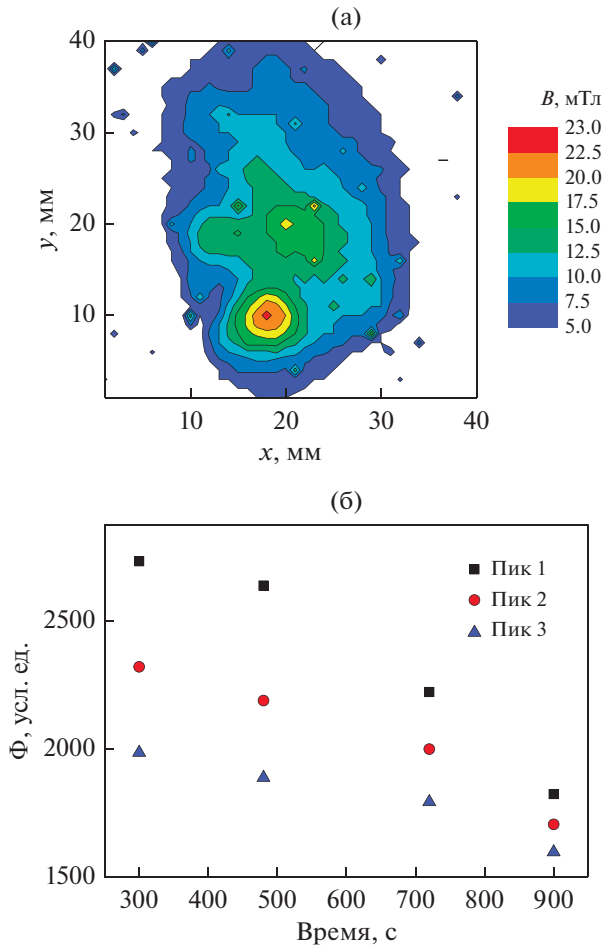 (а)
40
30
20
10
y, мм
10
20
30
40
x, мм
B, мТл
23.0
22.5
20.0
17.5
15.0
12.5
10.0
7.5
5.0
(б)
Пик 1
Пик 2
Пик 3
2500
2000
1500
Ф, усл. ед.
300
400
500
600
700
800
900
Время, с